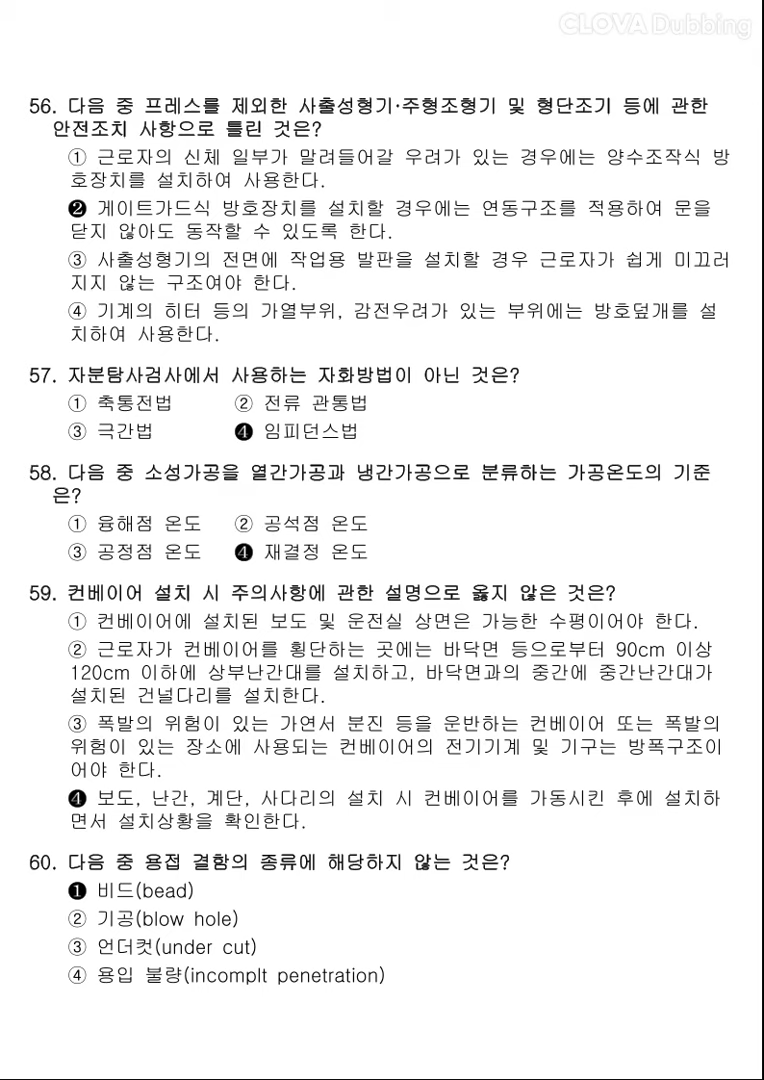 CLOVA Dubbing
56. 다음 중 프레스를 제외한 사출성형기·주형조형기 및 형단조기 등에 관한
안전조치 사항으로 틀린 것은?
① 근로자의 신체 일부가 말려들어갈 우려가 있는 경우에는 양수조작식 방
호장치를 설치하여 사용한다.
❷ 게이트가드식 방호장치를 설치할 경우에는 연동구조를 적용하여 문을
닫지 않아도 동작할 수 있도록 한다.
③ 사출성형기의 전면에 작업용 발판을 설치할 경우 근로자가 쉽게 미끄러
지지 않는 구조여야 한다.
④ 기계의 히터 등의 가열부위, 감전우려가 있는 부위에는 방호덮개를 설
치하여 사용한다.
57. 자분탐사검사에서 사용하는 자화방법이 아닌 것은?
① 축통전법 ② 전류 관통법
③ 극간법 ❹ 임피던스법
58. 다음 중 소성가공을 열간가공과 냉간가공으로 분류하는 가공온도의 기준
은?
① 융해점 온도 ② 공석점 온도
③ 공정점 온도 ❹ 재결정 온도
59. 컨베이어 설치 시 주의사항에 관한 설명으로 옳지 않은 것은?
① 컨베이어에 설치된 보도 및 운전실 상면은 가능한 수평이어야 한다.
② 근로자가 컨베이어를 횡단하는 곳에는 바닥면 등으로부터 90cm 이상
120cm 이하에 상부난간대를 설치하고, 바닥면과의 중간에 중간난간대가
설치된 건널다리를 설치한다.
③ 폭발의 위험이 있는 가연서 분진 등을 운반하는 컨베이어 또는 폭발의
위험이 있는 장소에 사용되는 컨베이어의 전기기계 및 기구는 방폭구조이
어야 한다.
❹ 보도, 난간, 계단, 사다리의 설치 시 컨베이어를 가동시킨 후에 설치하
면서 설치상황을 확인한다.
60. 다음 중 용접 결함의 종류에 해당하지 않는 것은?
❶ 비드(bead)
② 기공(blow hole)
③ 언더컷(under cut)
④ 용입 불량(incomplt penetration)